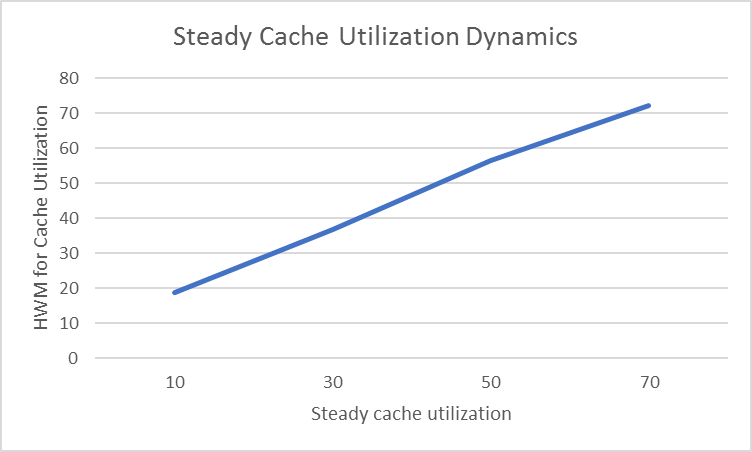 Steady Cache Utilization Dynamics
HWM for Cache Utilization
80
70
60
50
40
30
20
10
0
10 30 50 70
Steady cache utilization